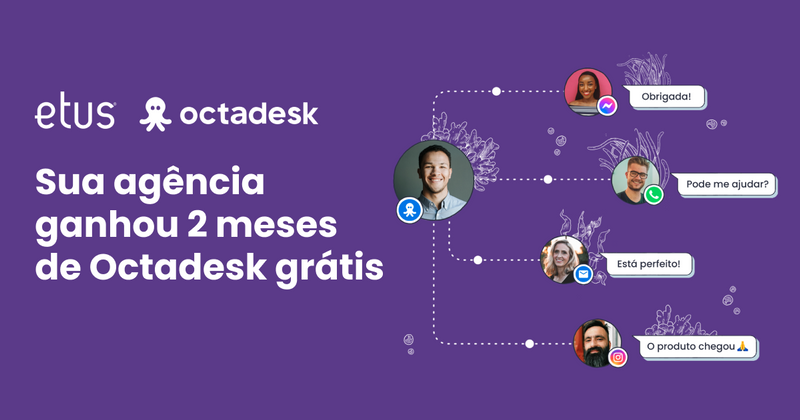 etus
octadesk
Sua agência
ganhou 2 meses
de Octadesk grátis
Obrigada!
Pode me ajudar?
Está perfeito!
O produto chegou 🙏